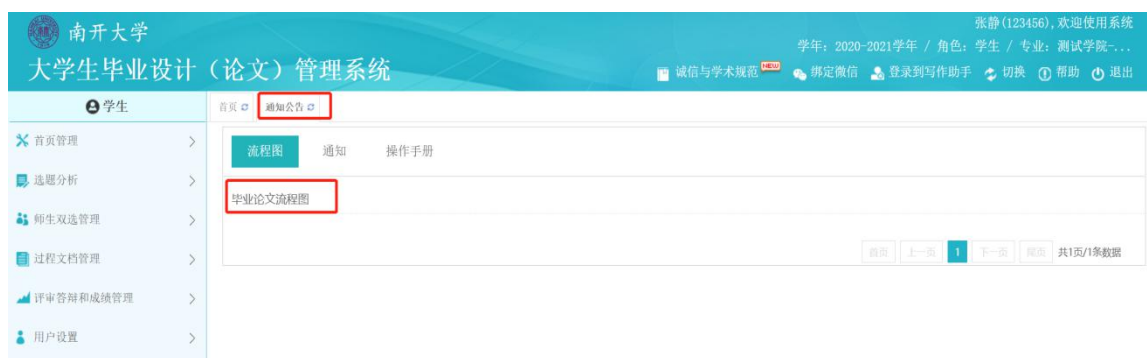 南开大学
大学生毕业设计（论文）管理系统
张静(123456),欢迎使用系统
学年：2020-2021学年 / 角色：学生 / 专业：测试学院-...
诚信与学术规范 NEW 绑定微信 登录到写作助手 切换 帮助 退出
学生
首页 通知公告
首页管理
选题分析
师生双选管理
过程文档管理
评审答辩和成绩管理
用户设置
流程图 通知 操作手册
毕业论文流程图
首页 上一页 1 下一页 尾页 共1页/1条数据